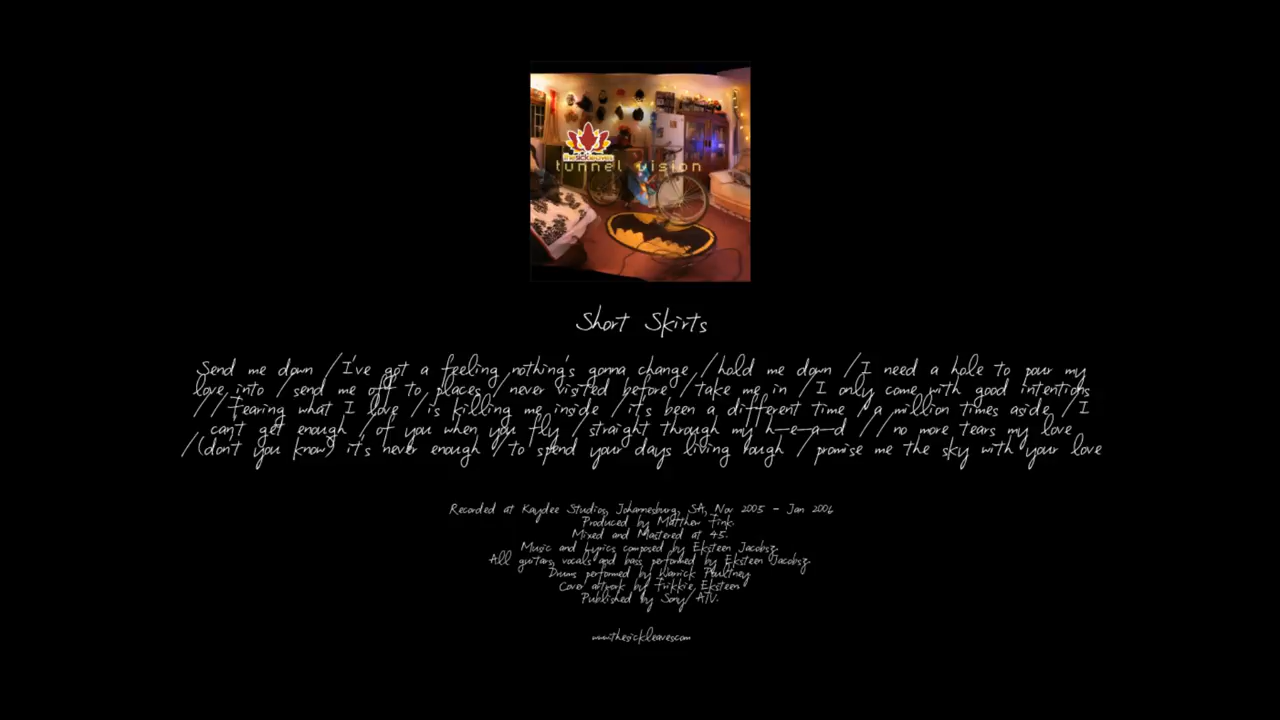 thesickleaves
tunnel vision
Short Skirts
Send me down / I've got a feeling nothing's gonna change / hold me down / I need a hole to pour my
love into / send me off to places / never visited before / take me in / I only come with good intentions
// Fearing what I love / is killing me inside / it's been a different time / a million times aside / I
can't get enough / of you when you fly / straight through my h-e-a-d // no more tears my love
/ (don't you know) it's never enough / to spend your days living rough / promise me the sky with your love
Recorded at Kaydee Studios, Johannesburg, SA, Nov 2005 - Jan 2006
Produced by Matthew Fink.
Mixed and Mastered at 45.
Music and Lyrics composed by Eksteen Jacobsz.
All guitars, vocals and bass performed by Eksteen Jacobsz.
Drums performed by Warrick Poultney.
Cover artwork by Frikkie Eksteen.
Published by Sony/ATV.
www.thesickleaves.com